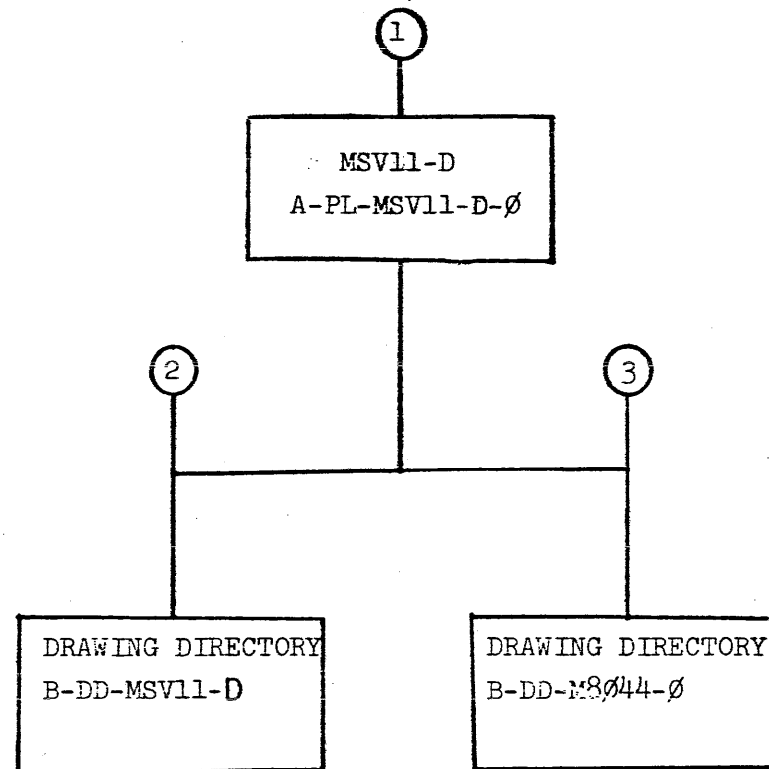 1
MSV11-D
A-PL-MSV11-D-Ø
2
3
DRAWING DIRECTORY
B-DD-MSV11-D
DRAWING DIRECTORY
B-DD-M8Ø44-Ø